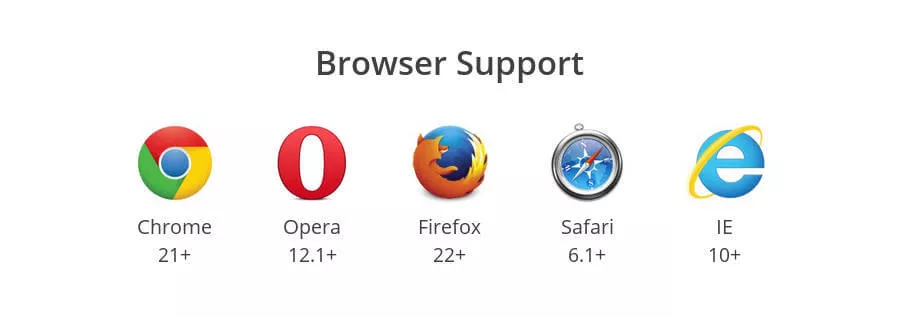 Browser Support
Chrome Opera Firefox Safari IE
21+ 12.1+ 22+ 6.1+ 10+